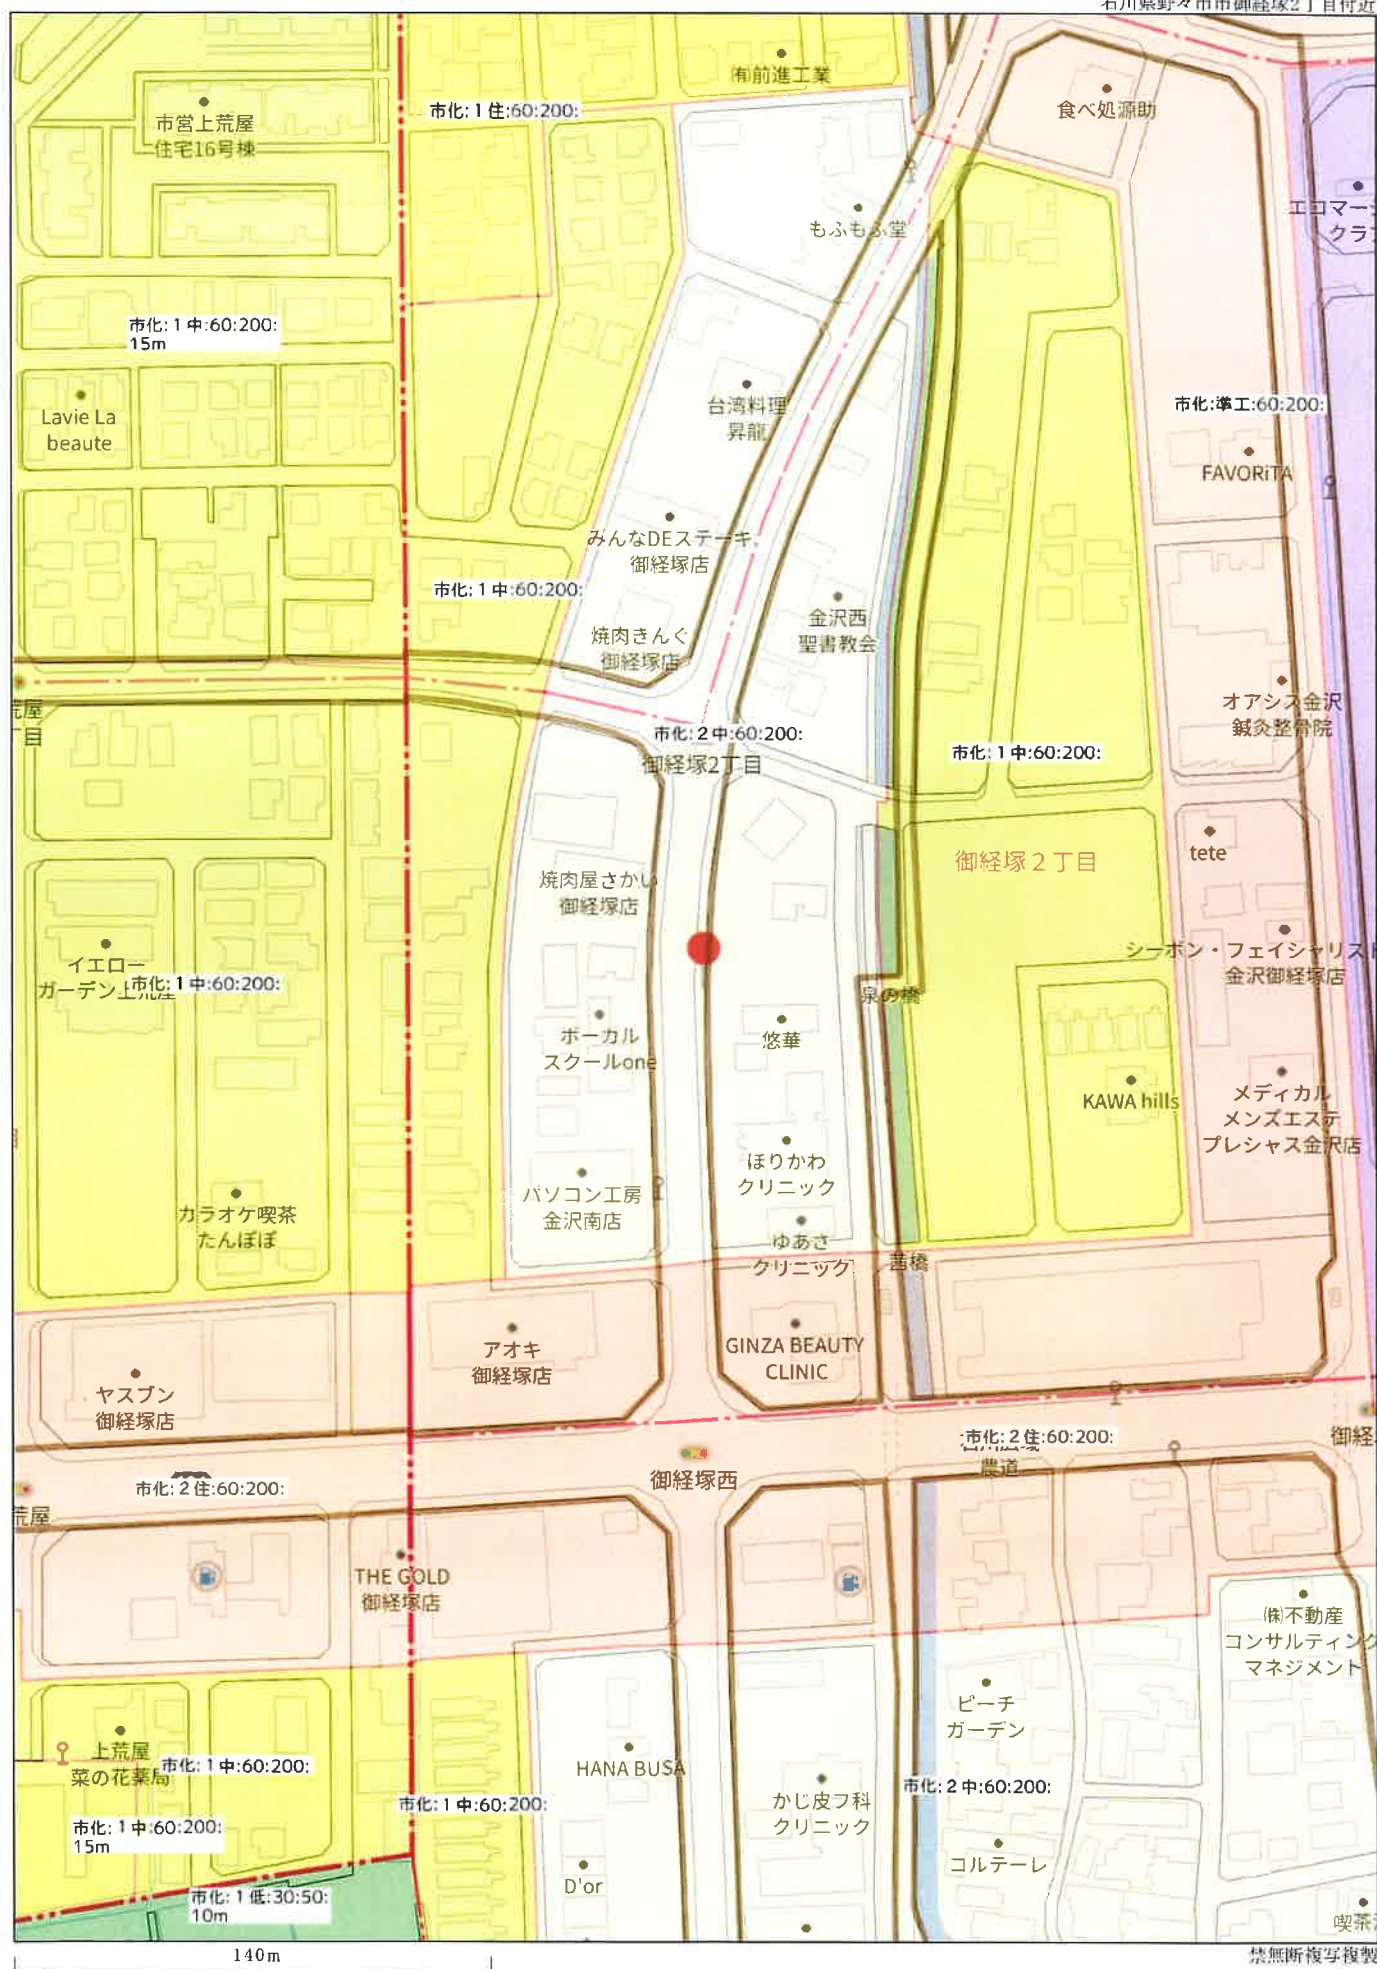 石川県野々市市御経塚2丁目付近
㈲前進工業
市化:1住:60:200:
食べ処源助
市営上荒屋
住宅16号棟
もふもふ堂
市化:1中:60:200:
15m
Lavie La
beaute
台湾料理
昇龍
市化:準工:60:200:
FAVORiTA
みんなDEステーキ
御経塚店
市化:1中:60:200:
金沢西
聖書教会
焼肉きんぐ
御経塚店
オアシス金沢
鍼灸整骨院
市化:2中:60:200:
御経塚2丁目
市化:1中:60:200:
御経塚2丁目
tete
焼肉屋さかい
御経塚店
シーボン・フェイシャリスト
金沢御経塚店
イエロー
ガーデン上荒屋
市化:1中:60:200:
泉の橋
悠華
ボーカル
スクールone
KAWA hills
メディカル
メンズエステ
プレシャス金沢店
ほりかわ
クリニック
パソコン工房
金沢南店
カラオケ喫茶
たんぽぽ
ゆあさ
クリニック
茜橋
アオキ
御経塚店
GINZA BEAUTY
CLINIC
ヤスブン
御経塚店
市化:2住:60:200:
農道
御経塚西
市化:2住:60:200:
荒屋
THE GOLD
御経塚店
㈱不動産
コンサルティング
マネジメント
ピーチ
ガーデン
上荒屋
菜の花薬局
市化:1中:60:200:
HANA BUSA
市化:2中:60:200:
市化:1中:60:200:
かじ皮フ科
クリニック
市化:1中:60:200:
15m
コルテーレ
D'or
市化:1低:30:50:
10m
喫茶
140m
禁無断複写複製